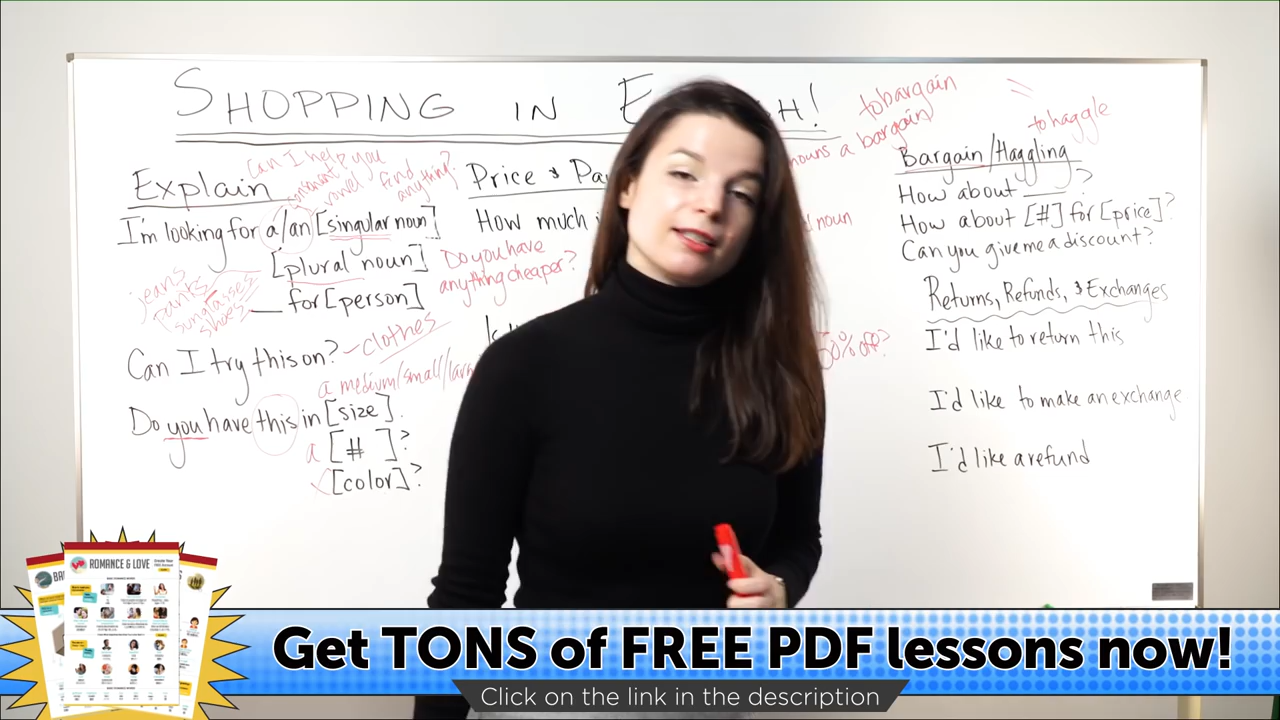 SHOPPING IN E H!
Explain
Can I help you
find
anything?
consonant
vowel
I'm looking for a/an [singular noun]
[plural noun]
jeans
pants
sunglasses
shoes
___ for [person]
Can I try this on? - clothes
a medium/small/
Do you have this in [size]
a [#]?
[color]?
Price &
How much
noun
Do you have
anything cheaper?
50% off?
to bargain
nouns a bargain
to haggle
Bargain/Haggling
How about ___ ?
How about [#] for [price]?
Can you give me a discount?
Returns, Refunds, & Exchanges
I'd like to return this
I'd like to make an exchange
I'd like a refund
ROMANCE & LOVE
Get TONS of FREE PDF lessons now!
Click on the link in the description